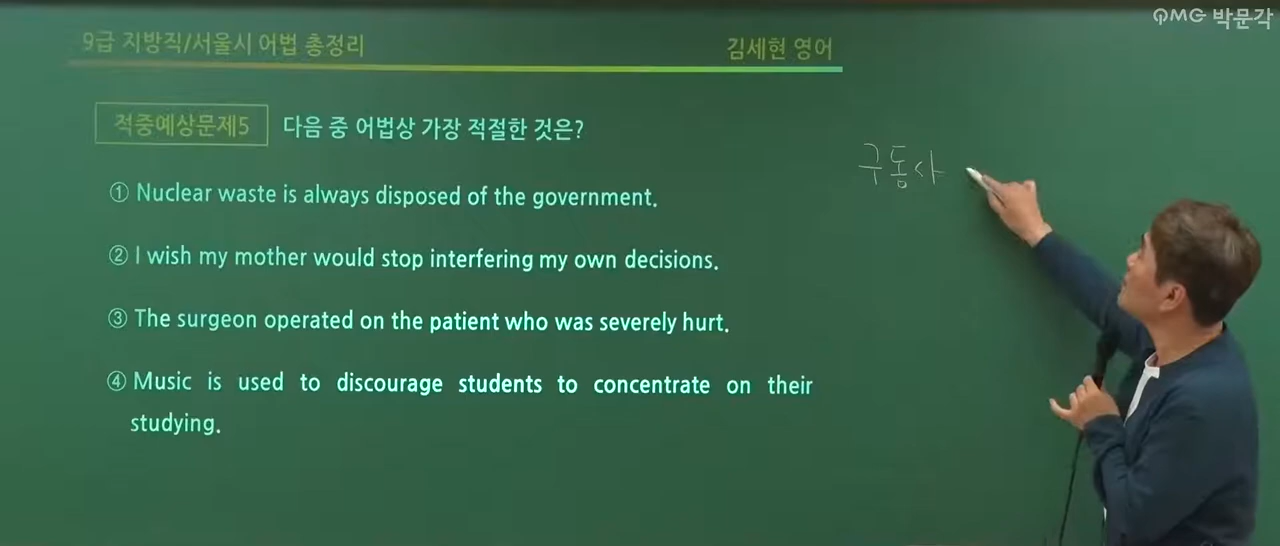 PMG 박문각
9급 지방직/서울시 어법 총정리
김세현 영어
적중예상문제5
다음 중 어법상 가장 적절한 것은?
구동사
① Nuclear waste is always disposed of the government.
② I wish my mother would stop interfering my own decisions.
③ The surgeon operated on the patient who was severely hurt.
④ Music is used to discourage students to concentrate on their
studying.